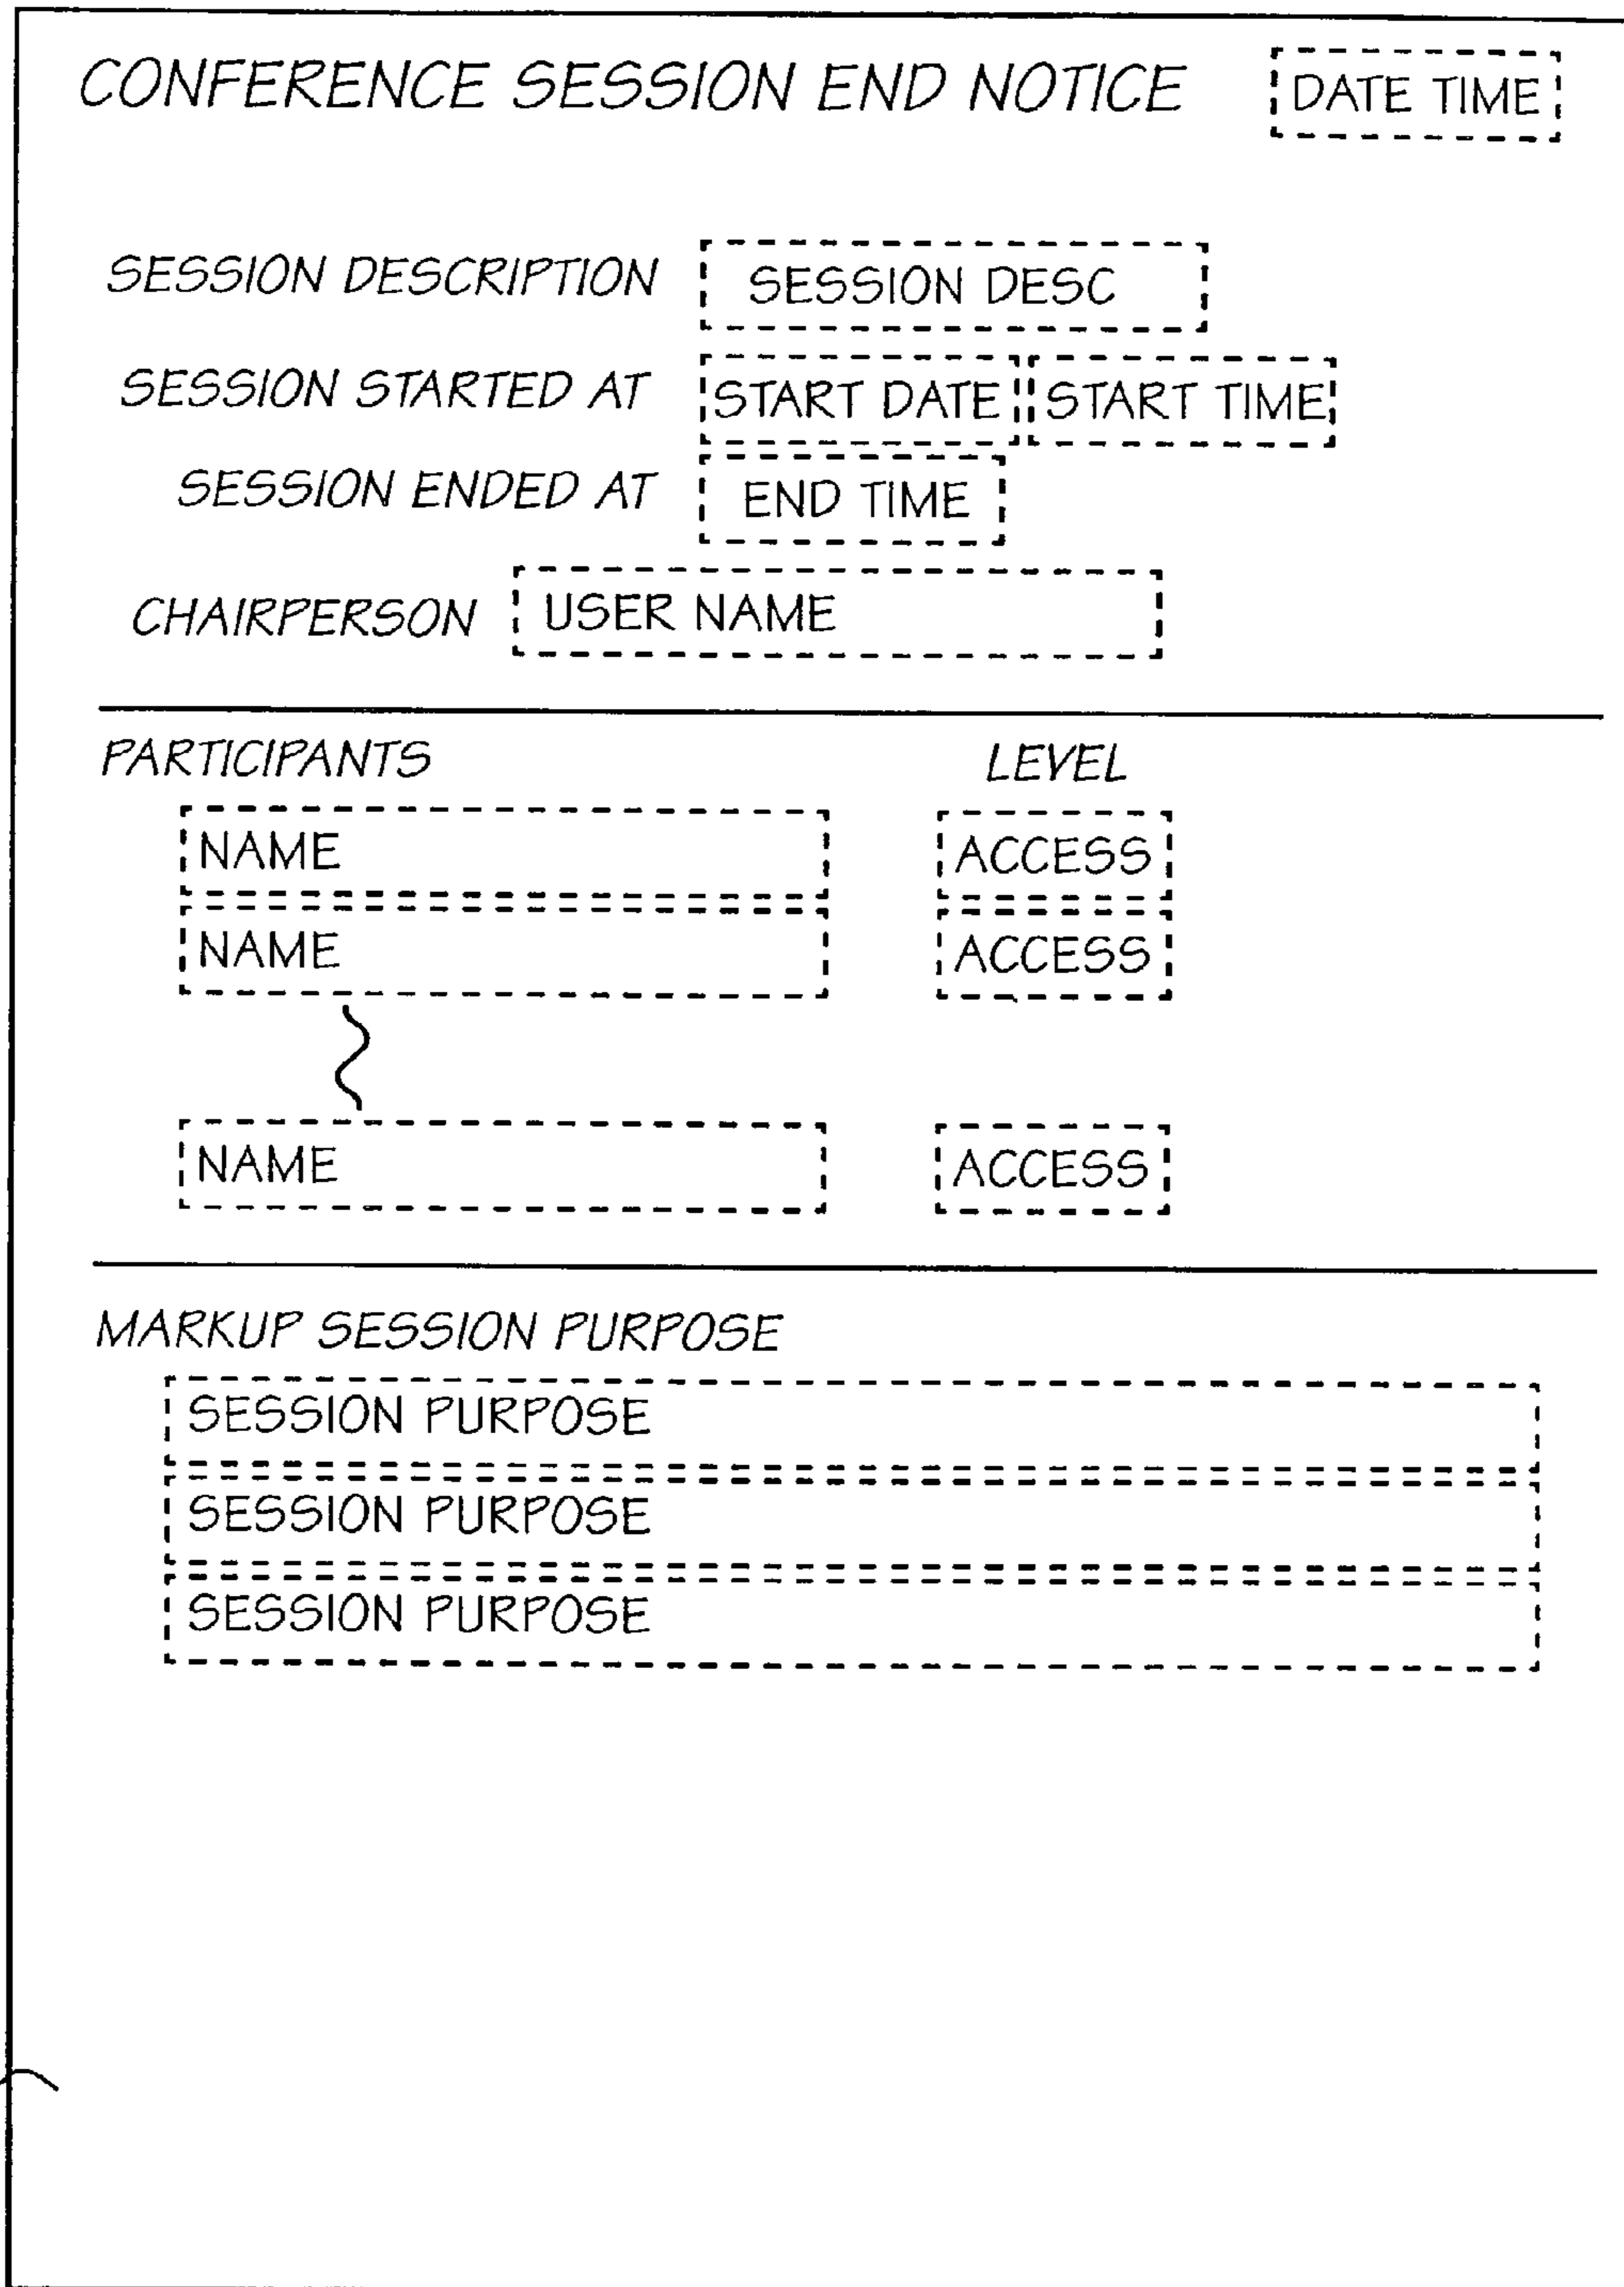 CONFERENCE SESSION END NOTICE DATE TIME
SESSION DESCRIPTION SESSION DESC
SESSION STARTED AT START DATE START TIME
SESSION ENDED AT END TIME
CHAIRPERSON USER NAME
PARTICIPANTS LEVEL
NAME ACCESS
NAME ACCESS
NAME ACCESS
MARKUP SESSION PURPOSE
SESSION PURPOSE
SESSION PURPOSE
SESSION PURPOSE